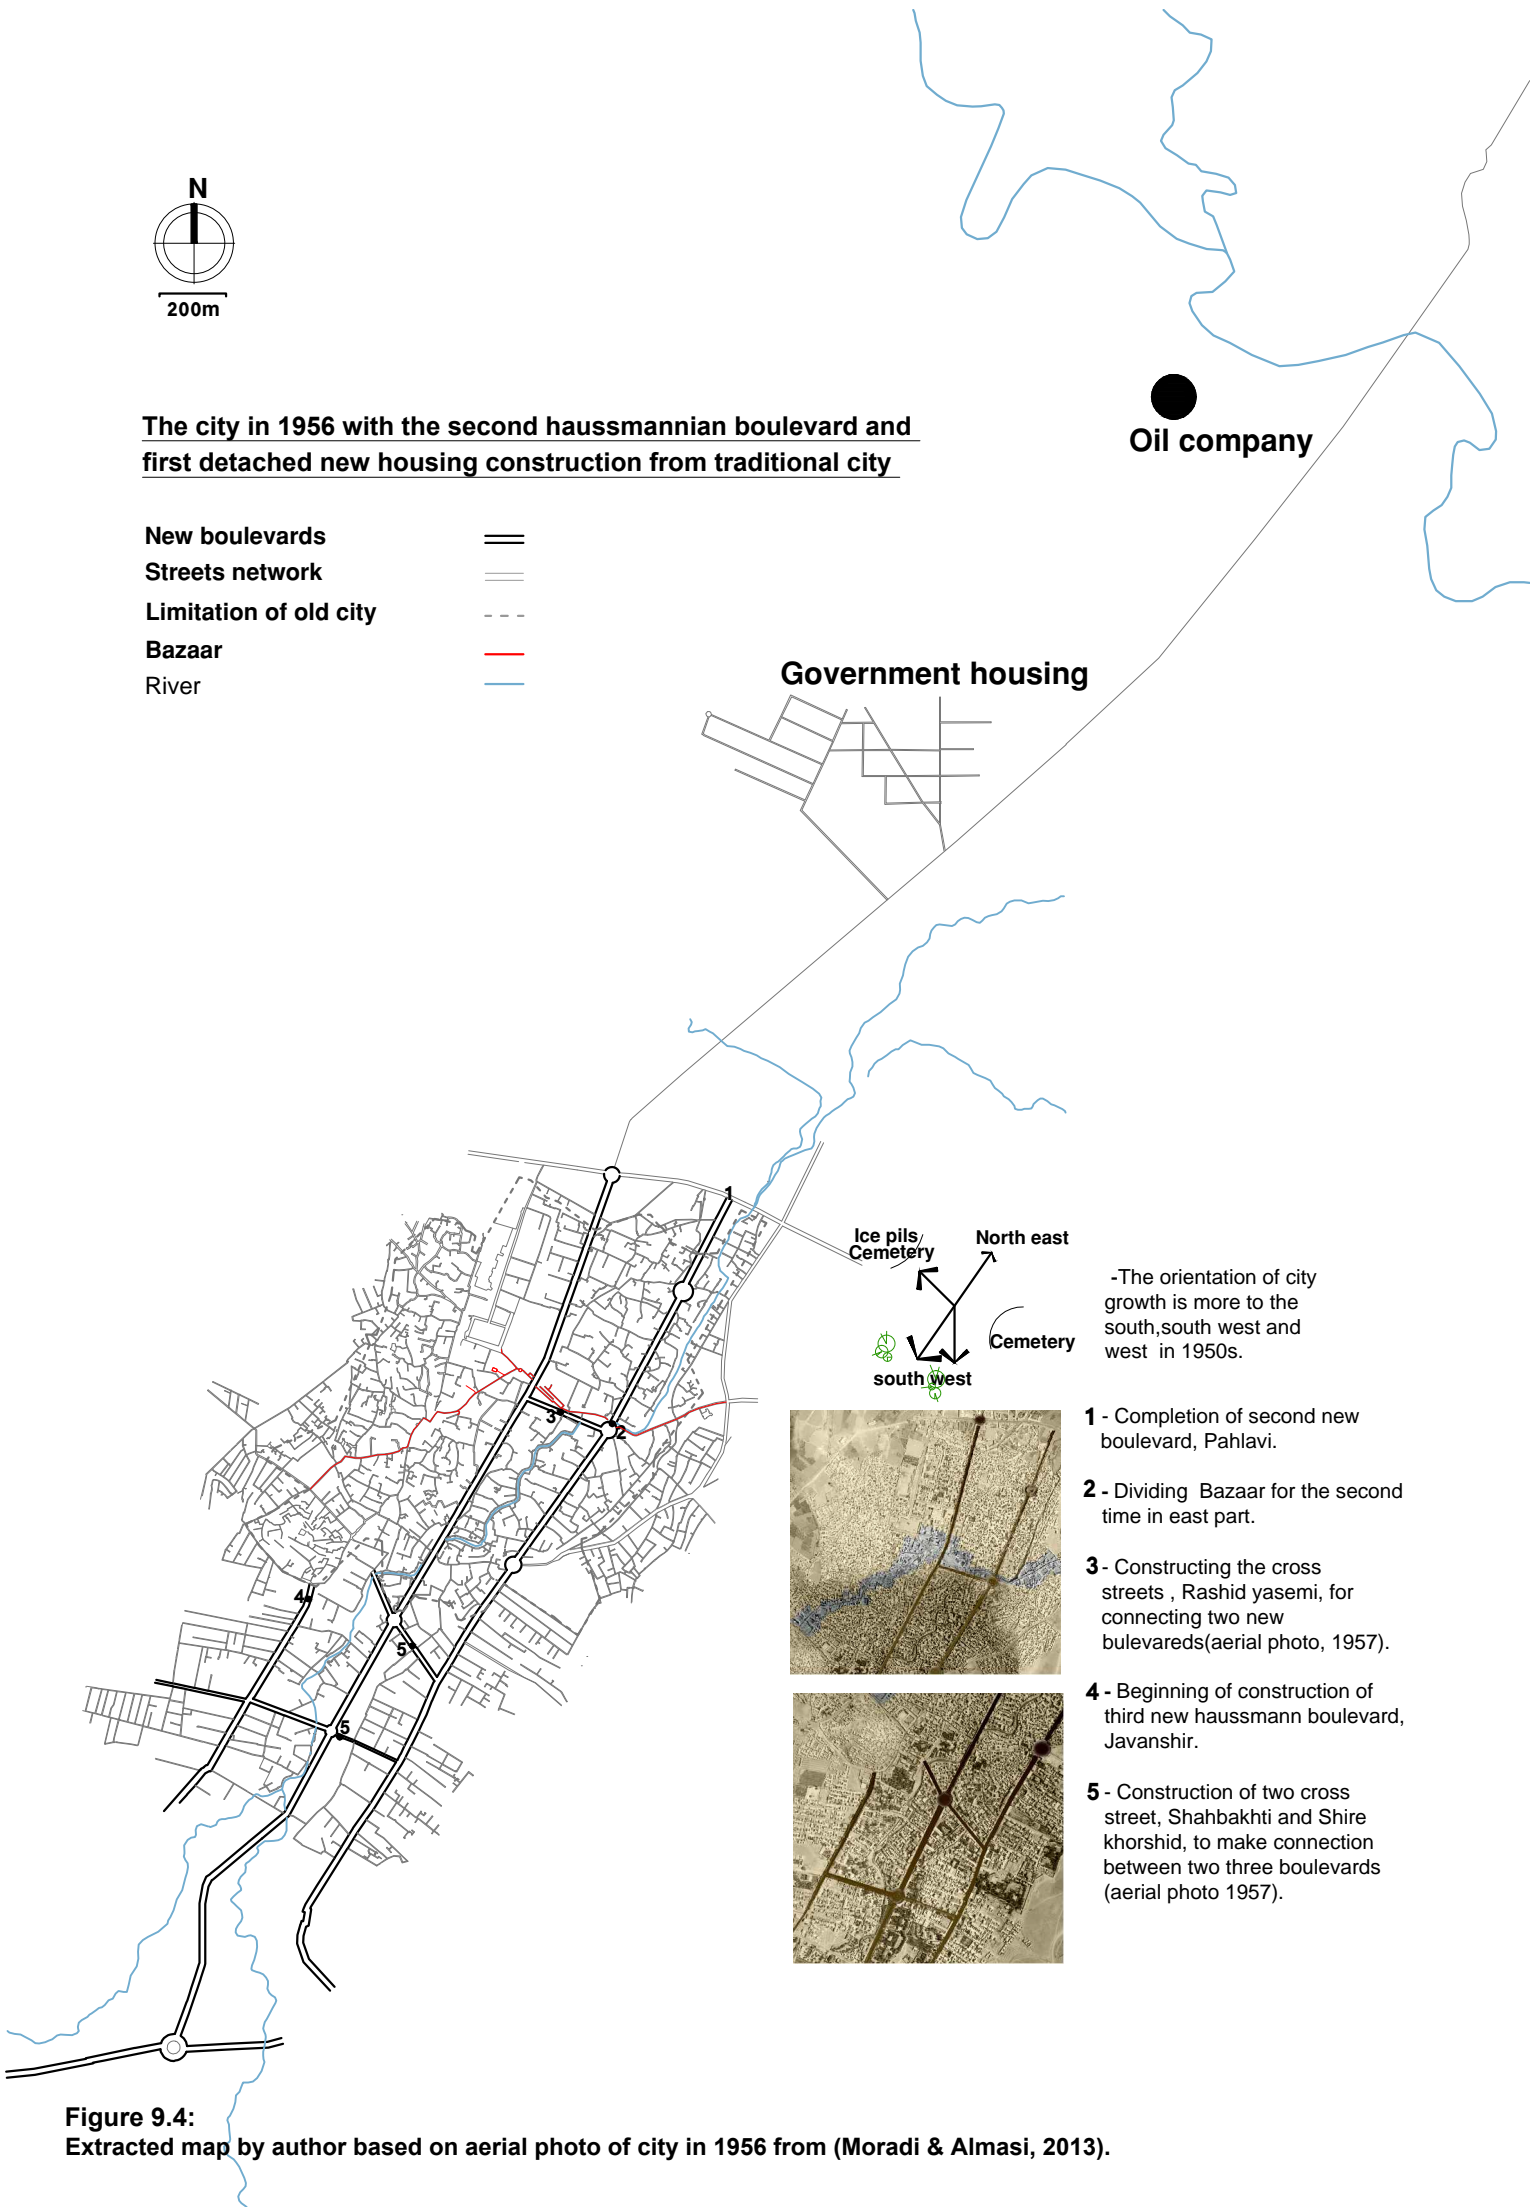 N
200m
The city in 1956 with the second haussmannian boulevard and
first detached new housing construction from traditional city
New boulevards
Streets network
Limitation of old city
Bazaar
River
Oil company
Government housing
1
3
2
4
5
5
Ice pils
Cemetery
North east
Cemetery
south west
-The orientation of city
growth is more to the
south,south west and
west in 1950s.
1 - Completion of second new
boulevard, Pahlavi.
2 - Dividing Bazaar for the second
time in east part.
3 - Constructing the cross
streets , Rashid yasemi, for
connecting two new
bulevareds(aerial photo, 1957).
4 - Beginning of construction of
third new haussmann boulevard,
Javanshir.
5 - Construction of two cross
street, Shahbakhti and Shire
khorshid, to make connection
between two three boulevards
(aerial photo 1957).
Figure 9.4:
Extracted map by author based on aerial photo of city in 1956 from (Moradi & Almasi, 2013).